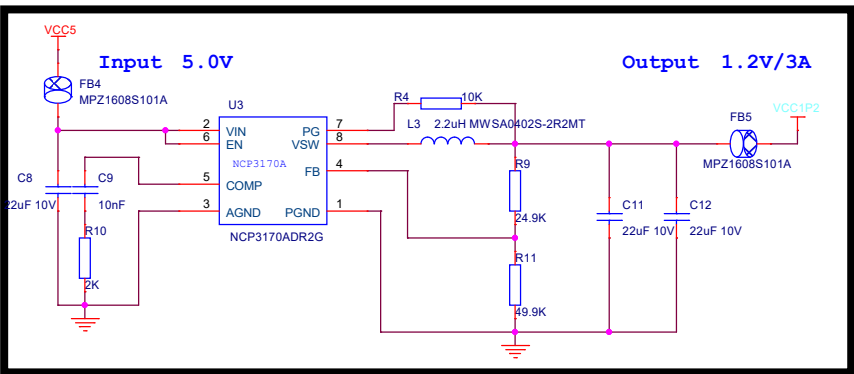 VCC5
Input 5.0V
Output 1.2V/3A
FB4
MPZ1608S101A
U3
R4
10K
L3
2.2uH MWSA0402S-2R2MT
FB5
VCC1P2
MPZ1608S101A
2
VIN
PG
7
6
EN
VSW
8
NCP3170A
FB
4
5
COMP
3
AGND
PGND
1
NCP3170ADR2G
C8
22uF 10V
C9
10nF
R10
2K
R9
24.9K
R11
49.9K
C11
22uF 10V
C12
22uF 10V